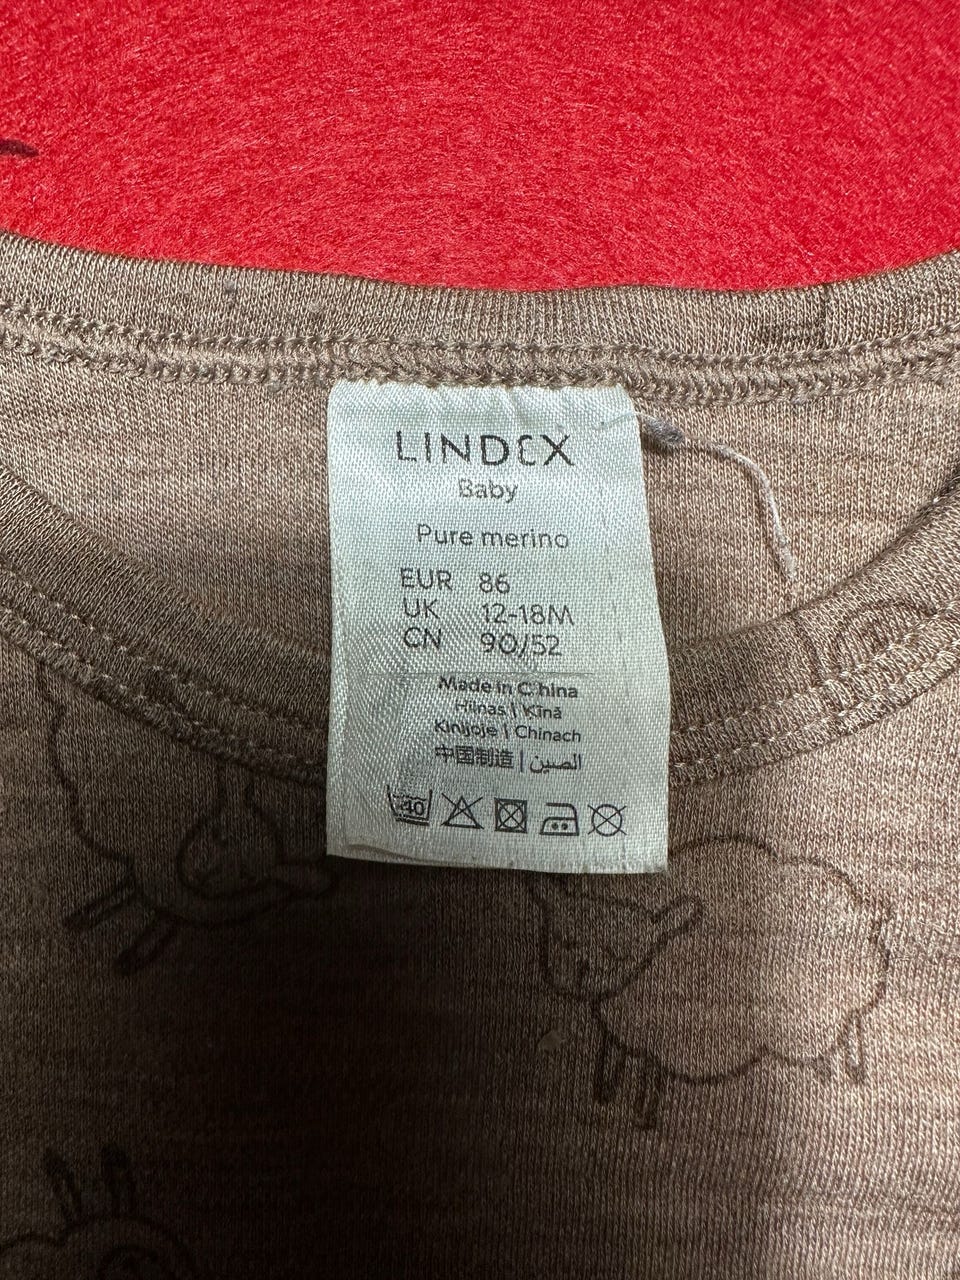 LINDEX
Baby
Pure merino
EUR 86
UK 12-18M
CN 90/52
Made in China
Hiinas | Ķīnā
Kinijoje | Chinach
中国制造 | الصين
40